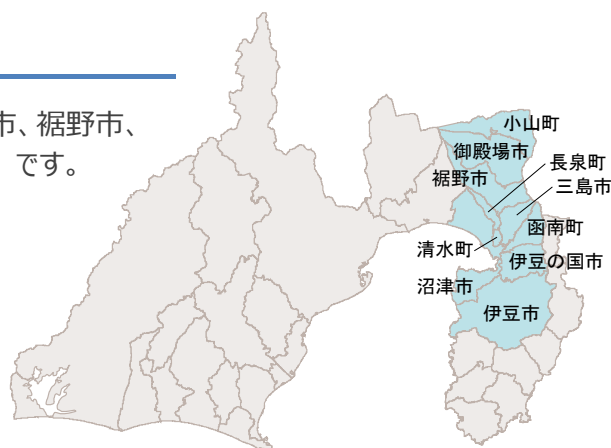 市、裾野市、
です。
小山町
御殿場市
長泉町
裾野市
三島市
函南町
清水町
伊豆の国市
沼津市
伊豆市